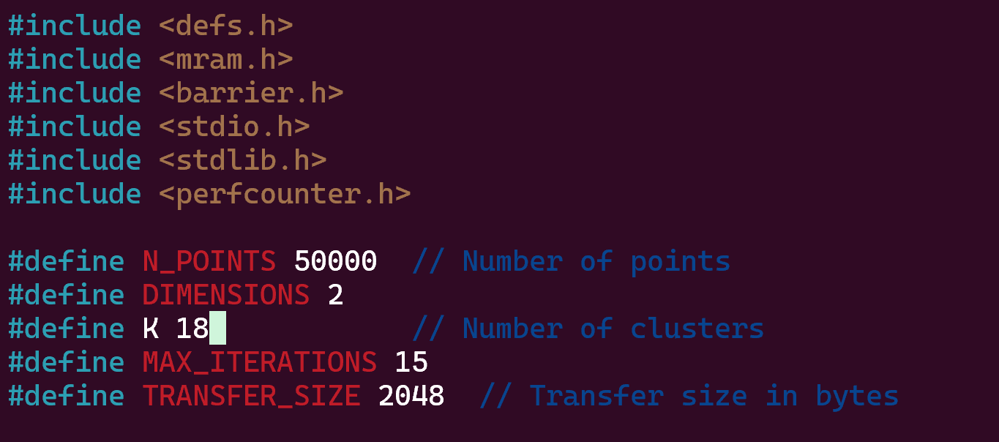 #include <defs.h>
#include <mram.h>
#include <barrier.h>
#include <stdio.h>
#include <stdlib.h>
#include <perfcounter.h>
#define N_POINTS 50000  // Number of points
#define DIMENSIONS 2
#define K 18           // Number of clusters
#define MAX_ITERATIONS 15
#define TRANSFER_SIZE 2048  // Transfer size in bytes